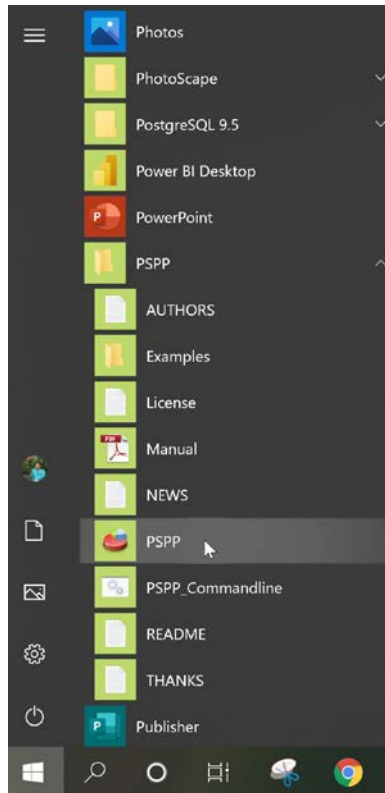 Photos
PhotoScape
PostgreSQL 9.5
Power BI Desktop
PowerPoint
PSPP
AUTHORS
Examples
License
Manual
NEWS
PSPP
PSPP_Commandline
README
THANKS
Publisher